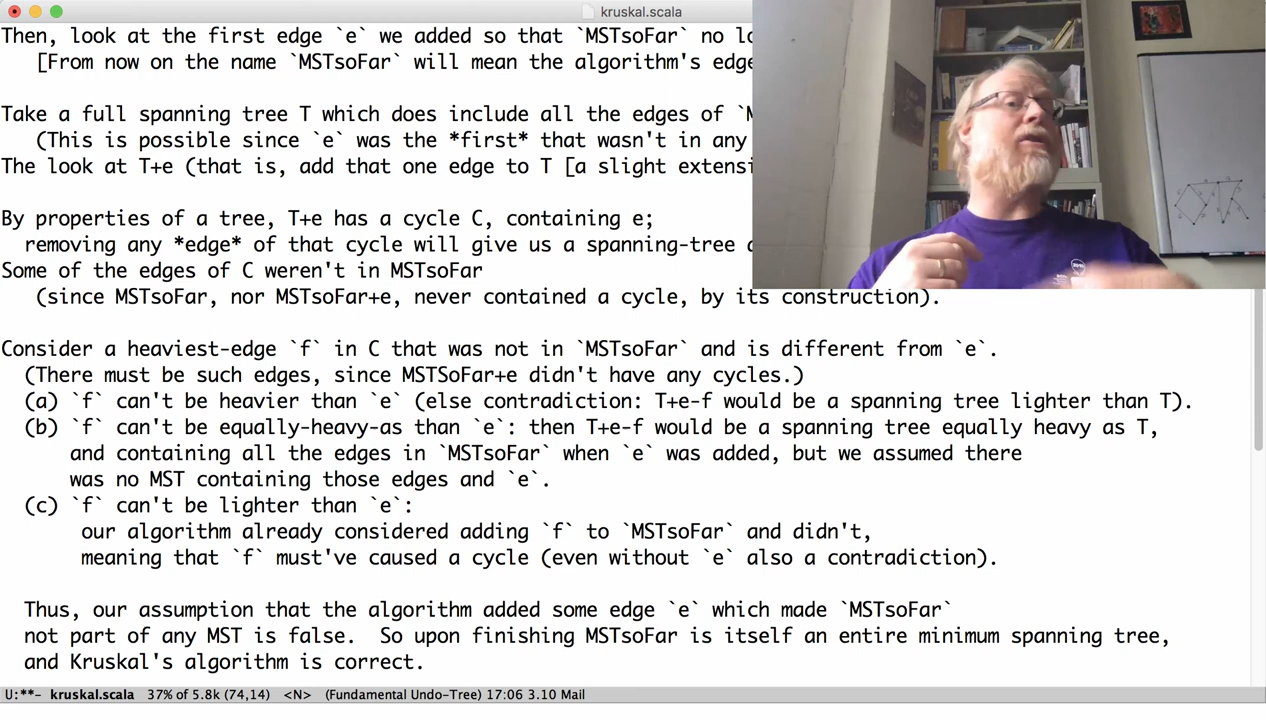 kruskal.scala
Then, look at the first edge `e` we added so that `MSTsoFar` no
[From now on the name `MSTsoFar` will mean the algorithm's
Take a full spanning tree T which does include all the edges of
(This is possible since `e` was the *first* that wasn't in any
The look at T+e (that is, add that one edge to T [a slight
By properties of a tree, T+e has a cycle C, containing e;
removing any *edge* of that cycle will give us a spanning-tree
Some of the edges of C weren't in MSTsoFar
(since MSTsoFar, nor MSTsoFar+e, never contained a cycle, by its construction).
Consider a heaviest-edge `f` in C that was not in `MSTsoFar` and is different from `e`.
(There must be such edges, since MSTSoFar+e didn't have any cycles.)
(a) `f` can't be heavier than `e` (else contradiction: T+e-f would be a spanning tree lighter than T).
(b) `f` can't be equally-heavy-as than `e`: then T+e-f would be a spanning tree equally heavy as T,
and containing all the edges in `MSTsoFar` when `e` was added, but we assumed there
was no MST containing those edges and `e`.
(c) `f` can't be lighter than `e`:
our algorithm already considered adding `f` to `MSTsoFar` and didn't,
meaning that `f` must've caused a cycle (even without `e` also a contradiction).
Thus, our assumption that the algorithm added some edge `e` which made `MSTsoFar`
not part of any MST is false.  So upon finishing MSTsoFar is itself an entire minimum spanning tree,
and Kruskal's algorithm is correct.
U:**-  kruskal.scala   37% of 5.8k (74,14)   <N>   (Fundamental Undo-Tree) 17:06 3.10 Mail